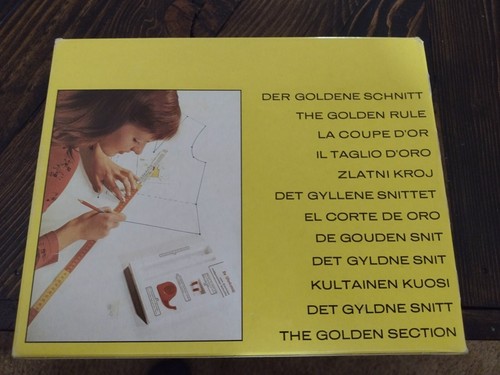 DER GOLDENE SCHNITT
THE GOLDEN RULE
LA COUPE D'OR
IL TAGLIO D'ORO
ZLATNI KROJ
DET GYLLENE SNITTET
EL CORTE DE ORO
DE GOUDEN SNIT
DET GYLDNE SNIT
KULTAINEN KUOSI
DET GYLDNE SNITT
THE GOLDEN SECTION